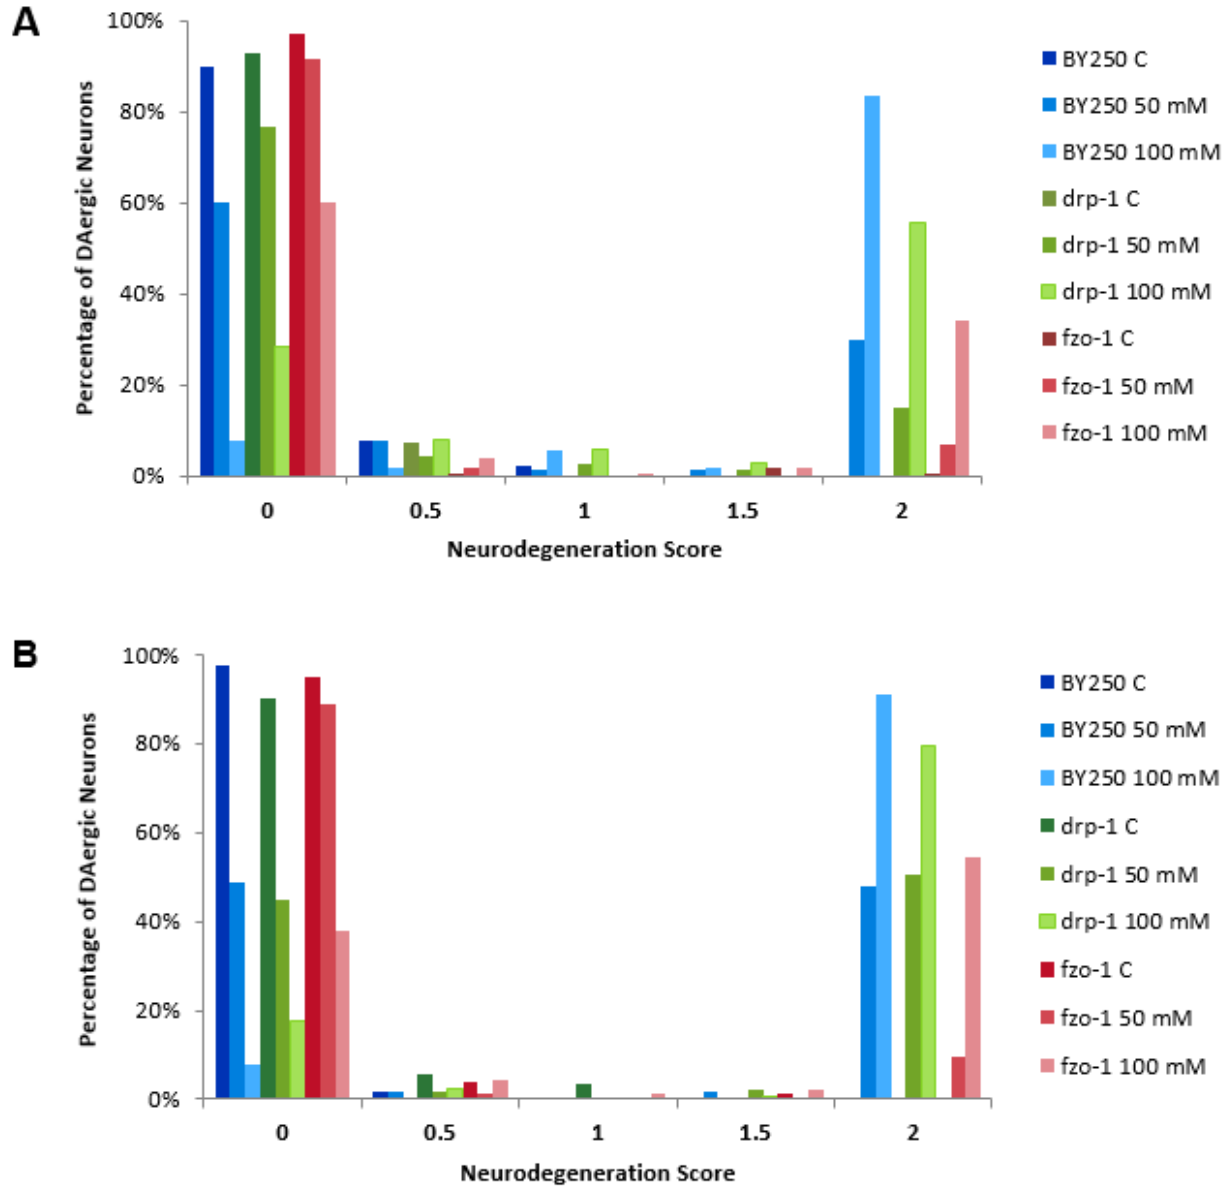 A
Percentage of DAergic Neurons
100%
80%
60%
40%
20%
0%
0 0.5 1 1.5 2
Neurodegeneration Score
BY250 C
BY250 50 mM
BY250 100 mM
drp-1 C
drp-1 50 mM
drp-1 100 mM
fzo-1 C
fzo-1 50 mM
fzo-1 100 mM
B
Percentage of DAergic Neurons
100%
80%
60%
40%
20%
0%
0 0.5 1 1.5 2
Neurodegeneration Score
BY250 C
BY250 50 mM
BY250 100 mM
drp-1 C
drp-1 50 mM
drp-1 100 mM
fzo-1 C
fzo-1 50 mM
fzo-1 100 mM